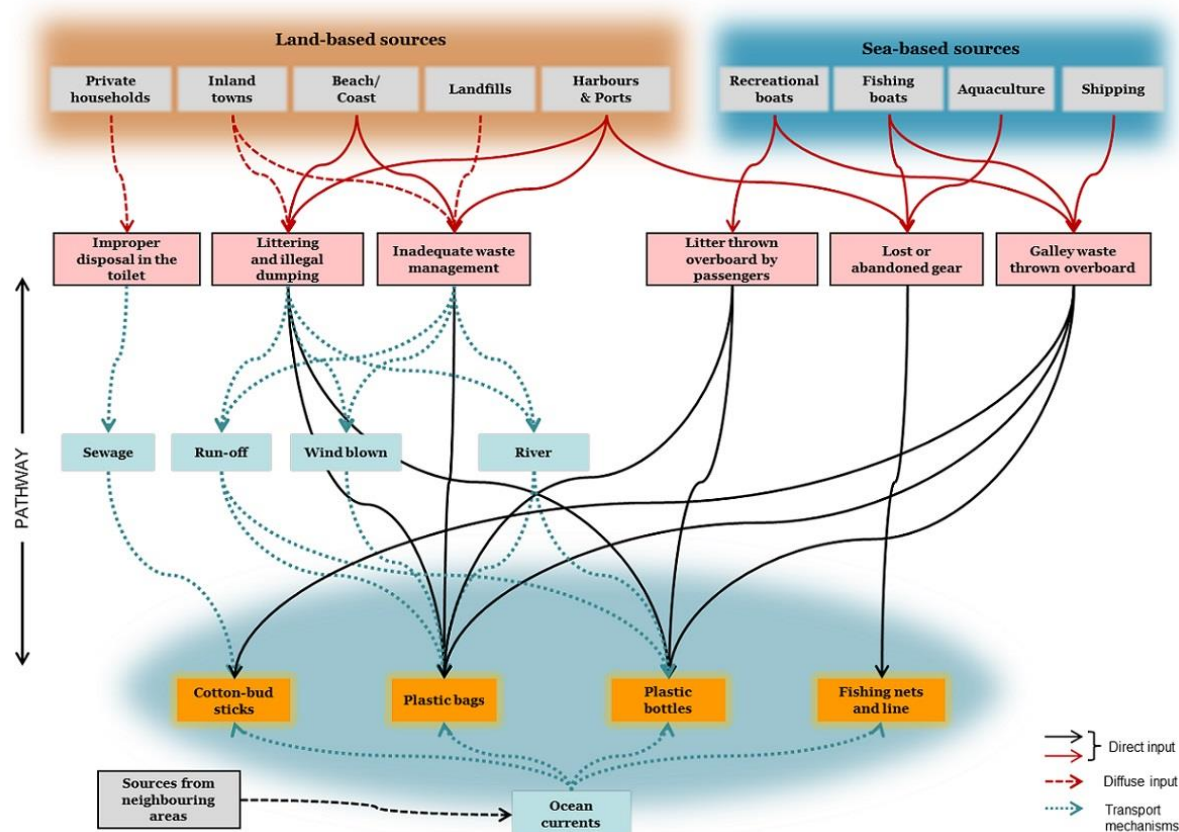 Land-based sources
Sea-based sources
Private
households
Inland
towns
Beach/
Coast
Landfills
Harbours
& Ports
Recreational
boats
Fishing
boats
Aquaculture
Shipping
Improper
disposal in the
toilet
Littering
and illegal
dumping
Inadequate waste
management
Litter thrown
overboard by
passengers
Lost or
abandoned gear
Galley waste
thrown overboard
PATHWAY
Sewage
Run-off
Wind blown
River
Cotton-bud
sticks
Plastic bags
Plastic
bottles
Fishing nets
and line
Sources from
neighbouring
areas
Ocean
currents
Direct input
Diffuse input
Transport
mechanisms